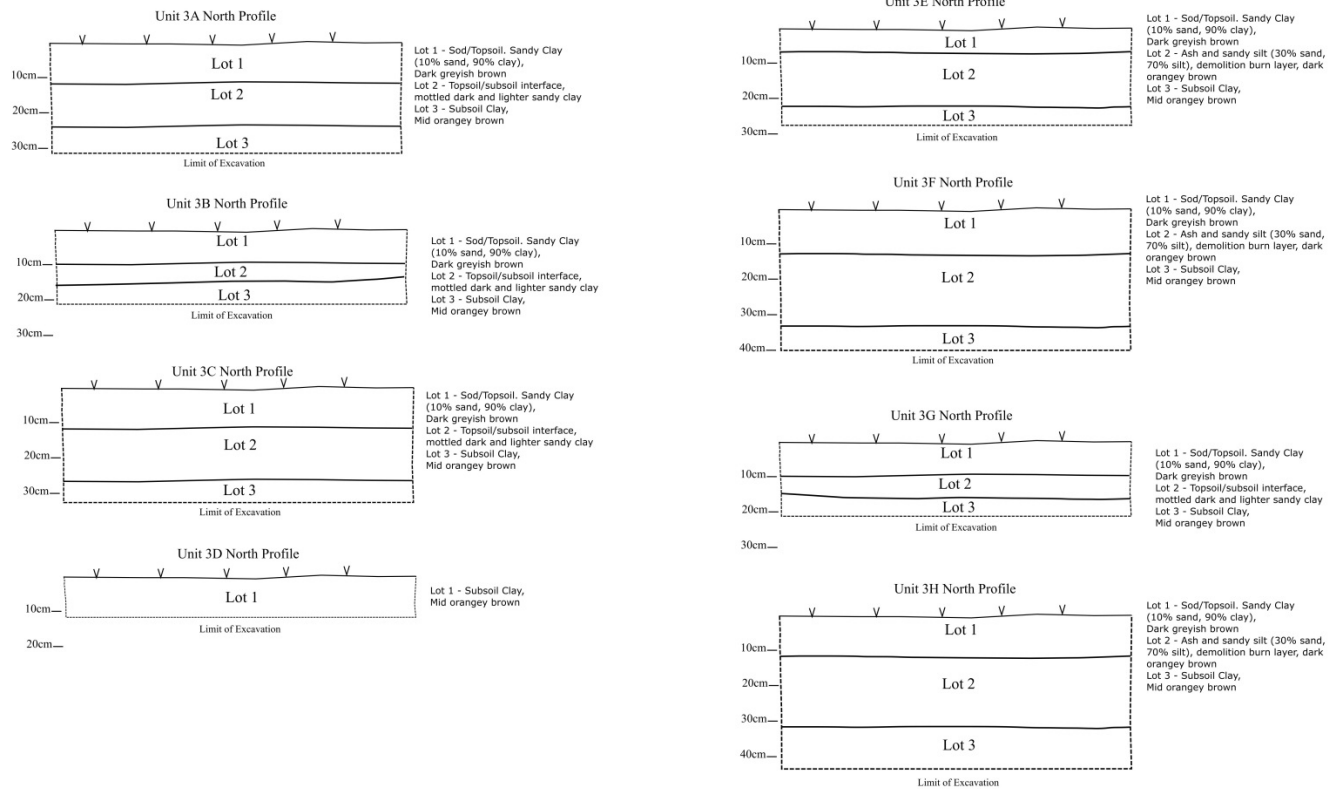 Unit 3A North Profile
Lot 1
10cm
Lot 2
20cm
Lot 3
30cm
Limit of Excavation
Lot 1 - Sod/Topsoil. Sandy Clay
(10% sand, 90% clay),
Dark greyish brown
Lot 2 - Topsoil/subsoil interface,
mottled dark and lighter sandy clay
Lot 3 - Subsoil Clay,
Mid orangey brown
Unit 3B North Profile
Lot 1
10cm
Lot 2
Lot 3
20cm
Limit of Excavation
30cm
Lot 1 - Sod/Topsoil. Sandy Clay
(10% sand, 90% clay),
Dark greyish brown
Lot 2 - Topsoil/subsoil interface,
mottled dark and lighter sandy clay
Lot 3 - Subsoil Clay,
Mid orangey brown
Unit 3C North Profile
Lot 1
10cm
Lot 2
20cm
Lot 3
30cm
Limit of Excavation
Lot 1 - Sod/Topsoil. Sandy Clay
(10% sand, 90% clay),
Dark greyish brown
Lot 2 - Topsoil/subsoil interface,
mottled dark and lighter sandy clay
Lot 3 - Subsoil Clay,
Mid orangey brown
Unit 3D North Profile
Lot 1
10cm
Limit of Excavation
20cm
Lot 1 - Subsoil Clay,
Mid orangey brown
Unit 3E North Profile
Lot 1
10cm
Lot 2
20cm
Lot 3
30cm
Limit of Excavation
Lot 1 - Sod/Topsoil. Sandy Clay
(10% sand, 90% clay),
Dark greyish brown
Lot 2 - Ash and sandy silt (30% sand,
70% silt), demolition burn layer, dark
orangey brown
Lot 3 - Subsoil Clay,
Mid orangey brown
Unit 3F North Profile
Lot 1
10cm
Lot 2
20cm
30cm
Lot 3
40cm
Limit of Excavation
Lot 1 - Sod/Topsoil. Sandy Clay
(10% sand, 90% clay),
Dark greyish brown
Lot 2 - Ash and sandy silt (30% sand,
70% silt), demolition burn layer, dark
orangey brown
Lot 3 - Subsoil Clay,
Mid orangey brown
Unit 3G North Profile
Lot 1
10cm
Lot 2
Lot 3
20cm
Limit of Excavation
30cm
Lot 1 - Sod/Topsoil. Sandy Clay
(10% sand, 90% clay),
Dark greyish brown
Lot 2 - Topsoil/subsoil interface,
mottled dark and lighter sandy clay
Lot 3 - Subsoil Clay,
Mid orangey brown
Unit 3H North Profile
Lot 1
10cm
Lot 2
20cm
30cm
Lot 3
40cm
Limit of Excavation
Lot 1 - Sod/Topsoil. Sandy Clay
(10% sand, 90% clay),
Dark greyish brown
Lot 2 - Ash and sandy silt (30% sand,
70% silt), demolition burn layer, dark
orangey brown
Lot 3 - Subsoil Clay,
Mid orangey brown